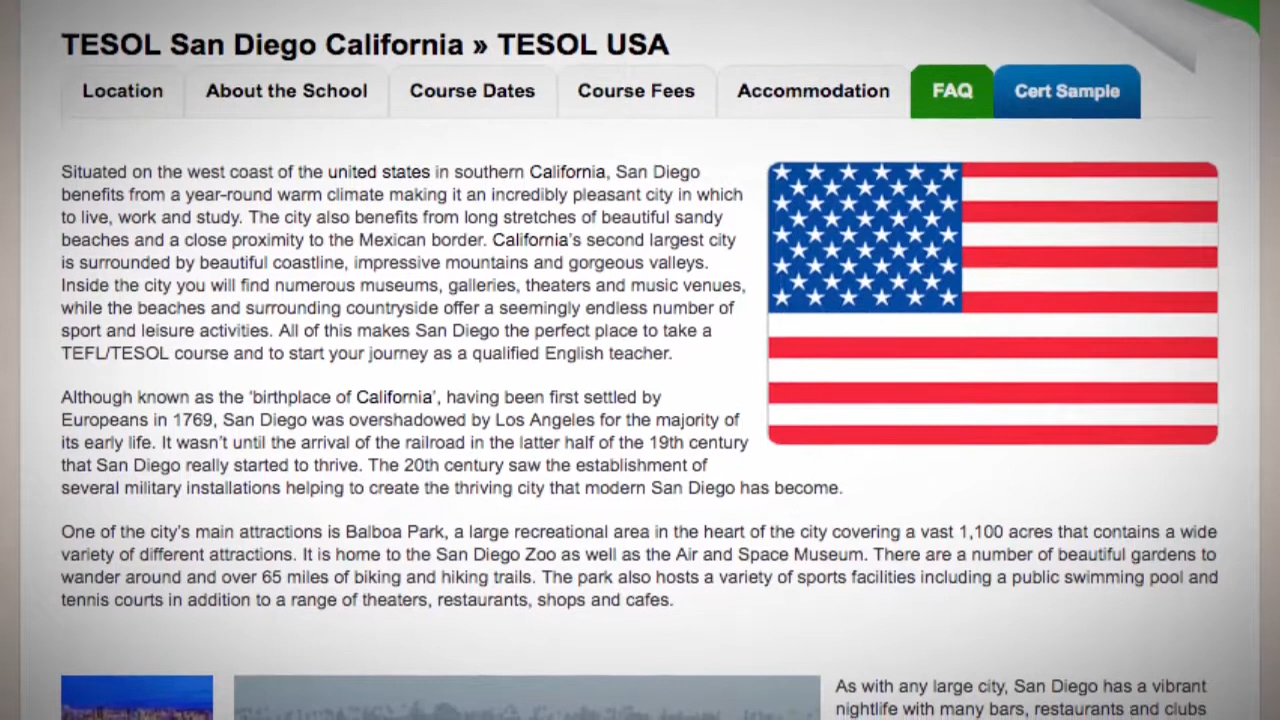 TESOL San Diego California » TESOL USA
Location About the School Course Dates Course Fees Accommodation FAQ Cert Sample
Situated on the west coast of the united states in southern California, San Diego
benefits from a year-round warm climate making it an incredibly pleasant city in which
to live, work and study. The city also benefits from long stretches of beautiful sandy
beaches and a close proximity to the Mexican border. California's second largest city
is surrounded by beautiful coastline, impressive mountains and gorgeous valleys.
Inside the city you will find numerous museums, galleries, theaters and music venues,
while the beaches and surrounding countryside offer a seemingly endless number of
sport and leisure activities. All of this makes San Diego the perfect place to take a
TEFL/TESOL course and to start your journey as a qualified English teacher.
Although known as the 'birthplace of California', having been first settled by
Europeans in 1769, San Diego was overshadowed by Los Angeles for the majority of
its early life. It wasn't until the arrival of the railroad in the latter half of the 19th century
that San Diego really started to thrive. The 20th century saw the establishment of
several military installations helping to create the thriving city that modern San Diego has become.
One of the city's main attractions is Balboa Park, a large recreational area in the heart of the city covering a vast 1,100 acres that contains a wide
variety of different attractions. It is home to the San Diego Zoo as well as the Air and Space Museum. There are a number of beautiful gardens to
wander around and over 65 miles of biking and hiking trails. The park also hosts a variety of sports facilities including a public swimming pool and
tennis courts in addition to a range of theaters, restaurants, shops and cafes.
As with any large city, San Diego has a vibrant
nightlife with many bars, restaurants and clubs